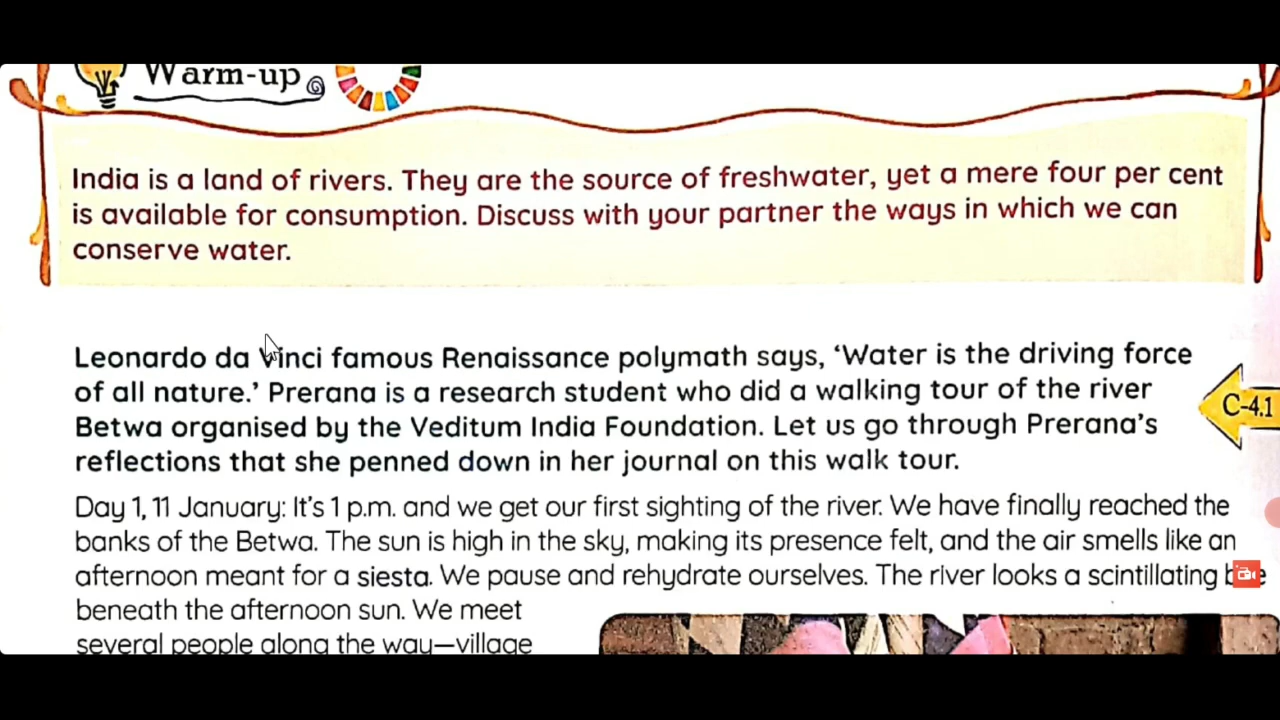 Warm-up
India is a land of rivers. They are the source of freshwater, yet a mere four per cent
is available for consumption. Discuss with your partner the ways in which we can
conserve water.
Leonardo da Vinci famous Renaissance polymath says, ‘Water is the driving force
of all nature.’ Prerana is a research student who did a walking tour of the river
Betwa organised by the Veditum India Foundation. Let us go through Prerana’s
reflections that she penned down in her journal on this walk tour.
C-4.1
Day 1, 11 January: It’s 1 p.m. and we get our first sighting of the river. We have finally reached the
banks of the Betwa. The sun is high in the sky, making its presence felt, and the air smells like an
afternoon meant for a siesta. We pause and rehydrate ourselves. The river looks a scintillating
beneath the afternoon sun. We meet
several people along the way—village